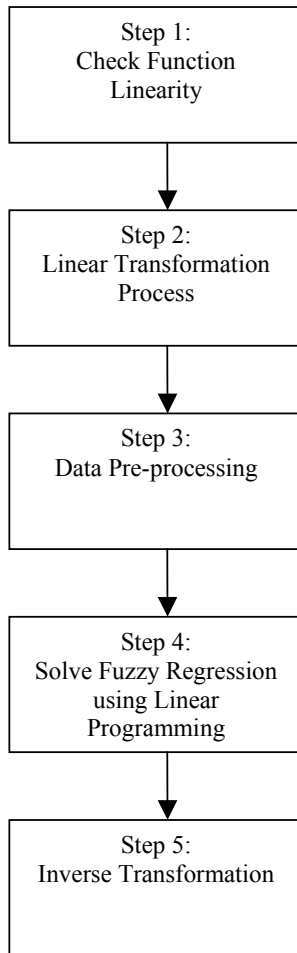 Step 1:
Check Function
Linearity
Step 2:
Linear Transformation
Process
Step 3:
Data Pre-processing
Step 4:
Solve Fuzzy Regression
using Linear
Programming
Step 5:
Inverse Transformation